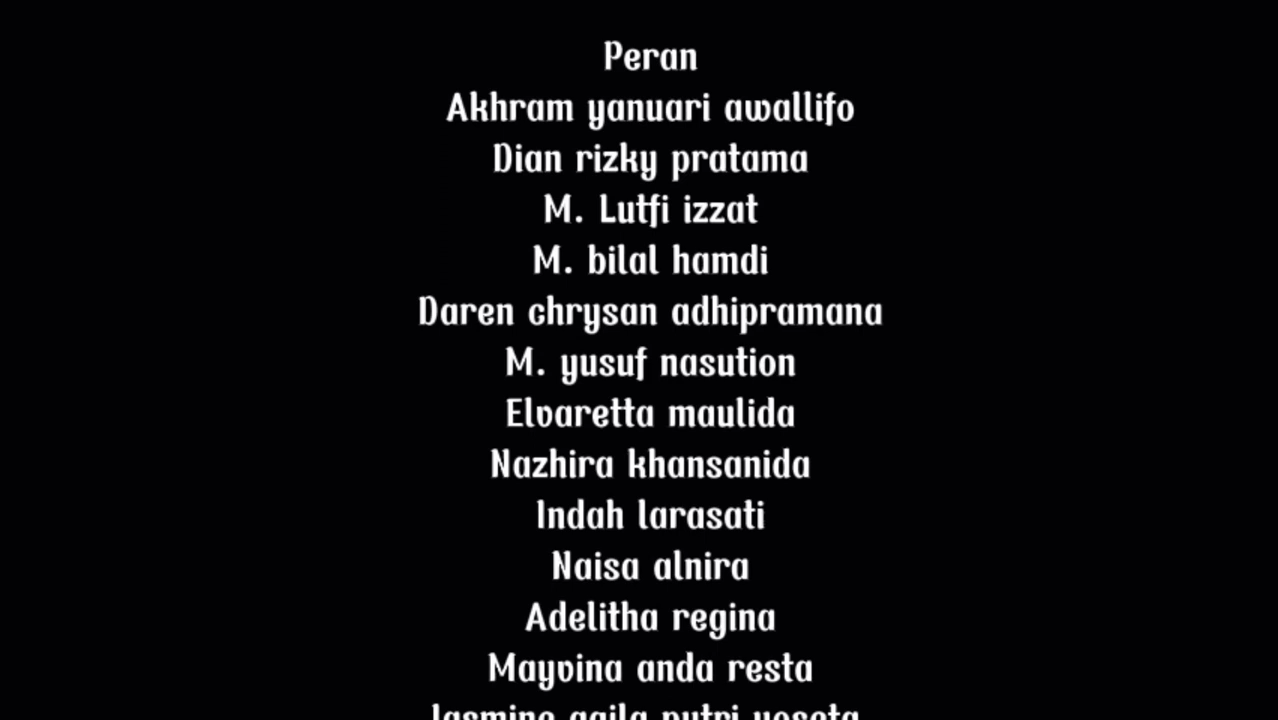 Peran
Akhram yanuari awallifo
Dian rizky pratama
M. Lutfi izzat
M. bilal hamdi
Daren chrysan adhipramana
M. yusuf nasution
Elvaretta maulida
Nazhira khansanida
Indah larasati
Naisa alnira
Adelitha regina
Mayvina anda resta
putri